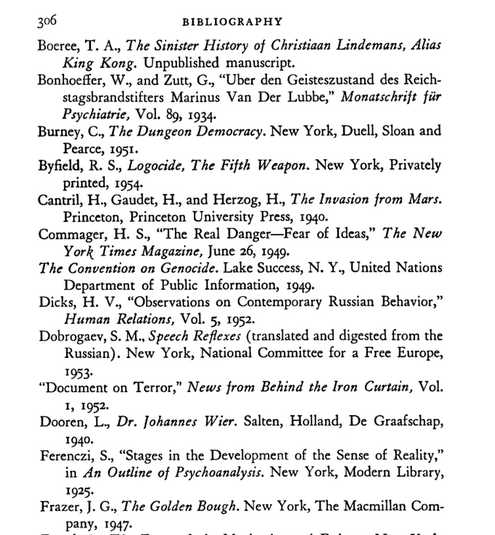 306 BIBLIOGRAPHY
Boeree, T. A., The Sinister History of Christiaan Lindemans, Alias
King Kong. Unpublished manuscript.
Bonhoeffer, W., and Zutt, G., “Uber den Geisteszustand des Reich-
stagsbrandstifters Marinus Van Der Lubbe,” Monatschrift für
Psychiatrie, Vol. 89, 1934.
Burney, C., The Dungeon Democracy. New York, Duell, Sloan and
Pearce, 1951.
Byfield, R. S., Logocide, The Fifth Weapon. New York, Privately
printed, 1954.
Cantril, H., Gaudet, H., and Herzog, H., The Invasion from Mars.
Princeton, Princeton University Press, 1940.
Commager, H. S., “The Real Danger—Fear of Ideas,” The New
York Times Magazine, June 26, 1949.
The Convention on Genocide. Lake Success, N. Y., United Nations
Department of Public Information, 1949.
Dicks, H. V., “Observations on Contemporary Russian Behavior,”
Human Relations, Vol. 5, 1952.
Dobrogaev, S. M., Speech Reflexes (translated and digested from the
Russian). New York, National Committee for a Free Europe,
1953.
“Document on Terror,” News from Behind the Iron Curtain, Vol.
1, 1952.
Dooren, L., Dr. Johannes Wier. Salten, Holland, De Graafschap,
1940.
Ferenczi, S., “Stages in the Development of the Sense of Reality,”
in An Outline of Psychoanalysis. New York, Modern Library,
1925.
Frazer, J. G., The Golden Bough. New York, The Macmillan Com-
pany, 1947.